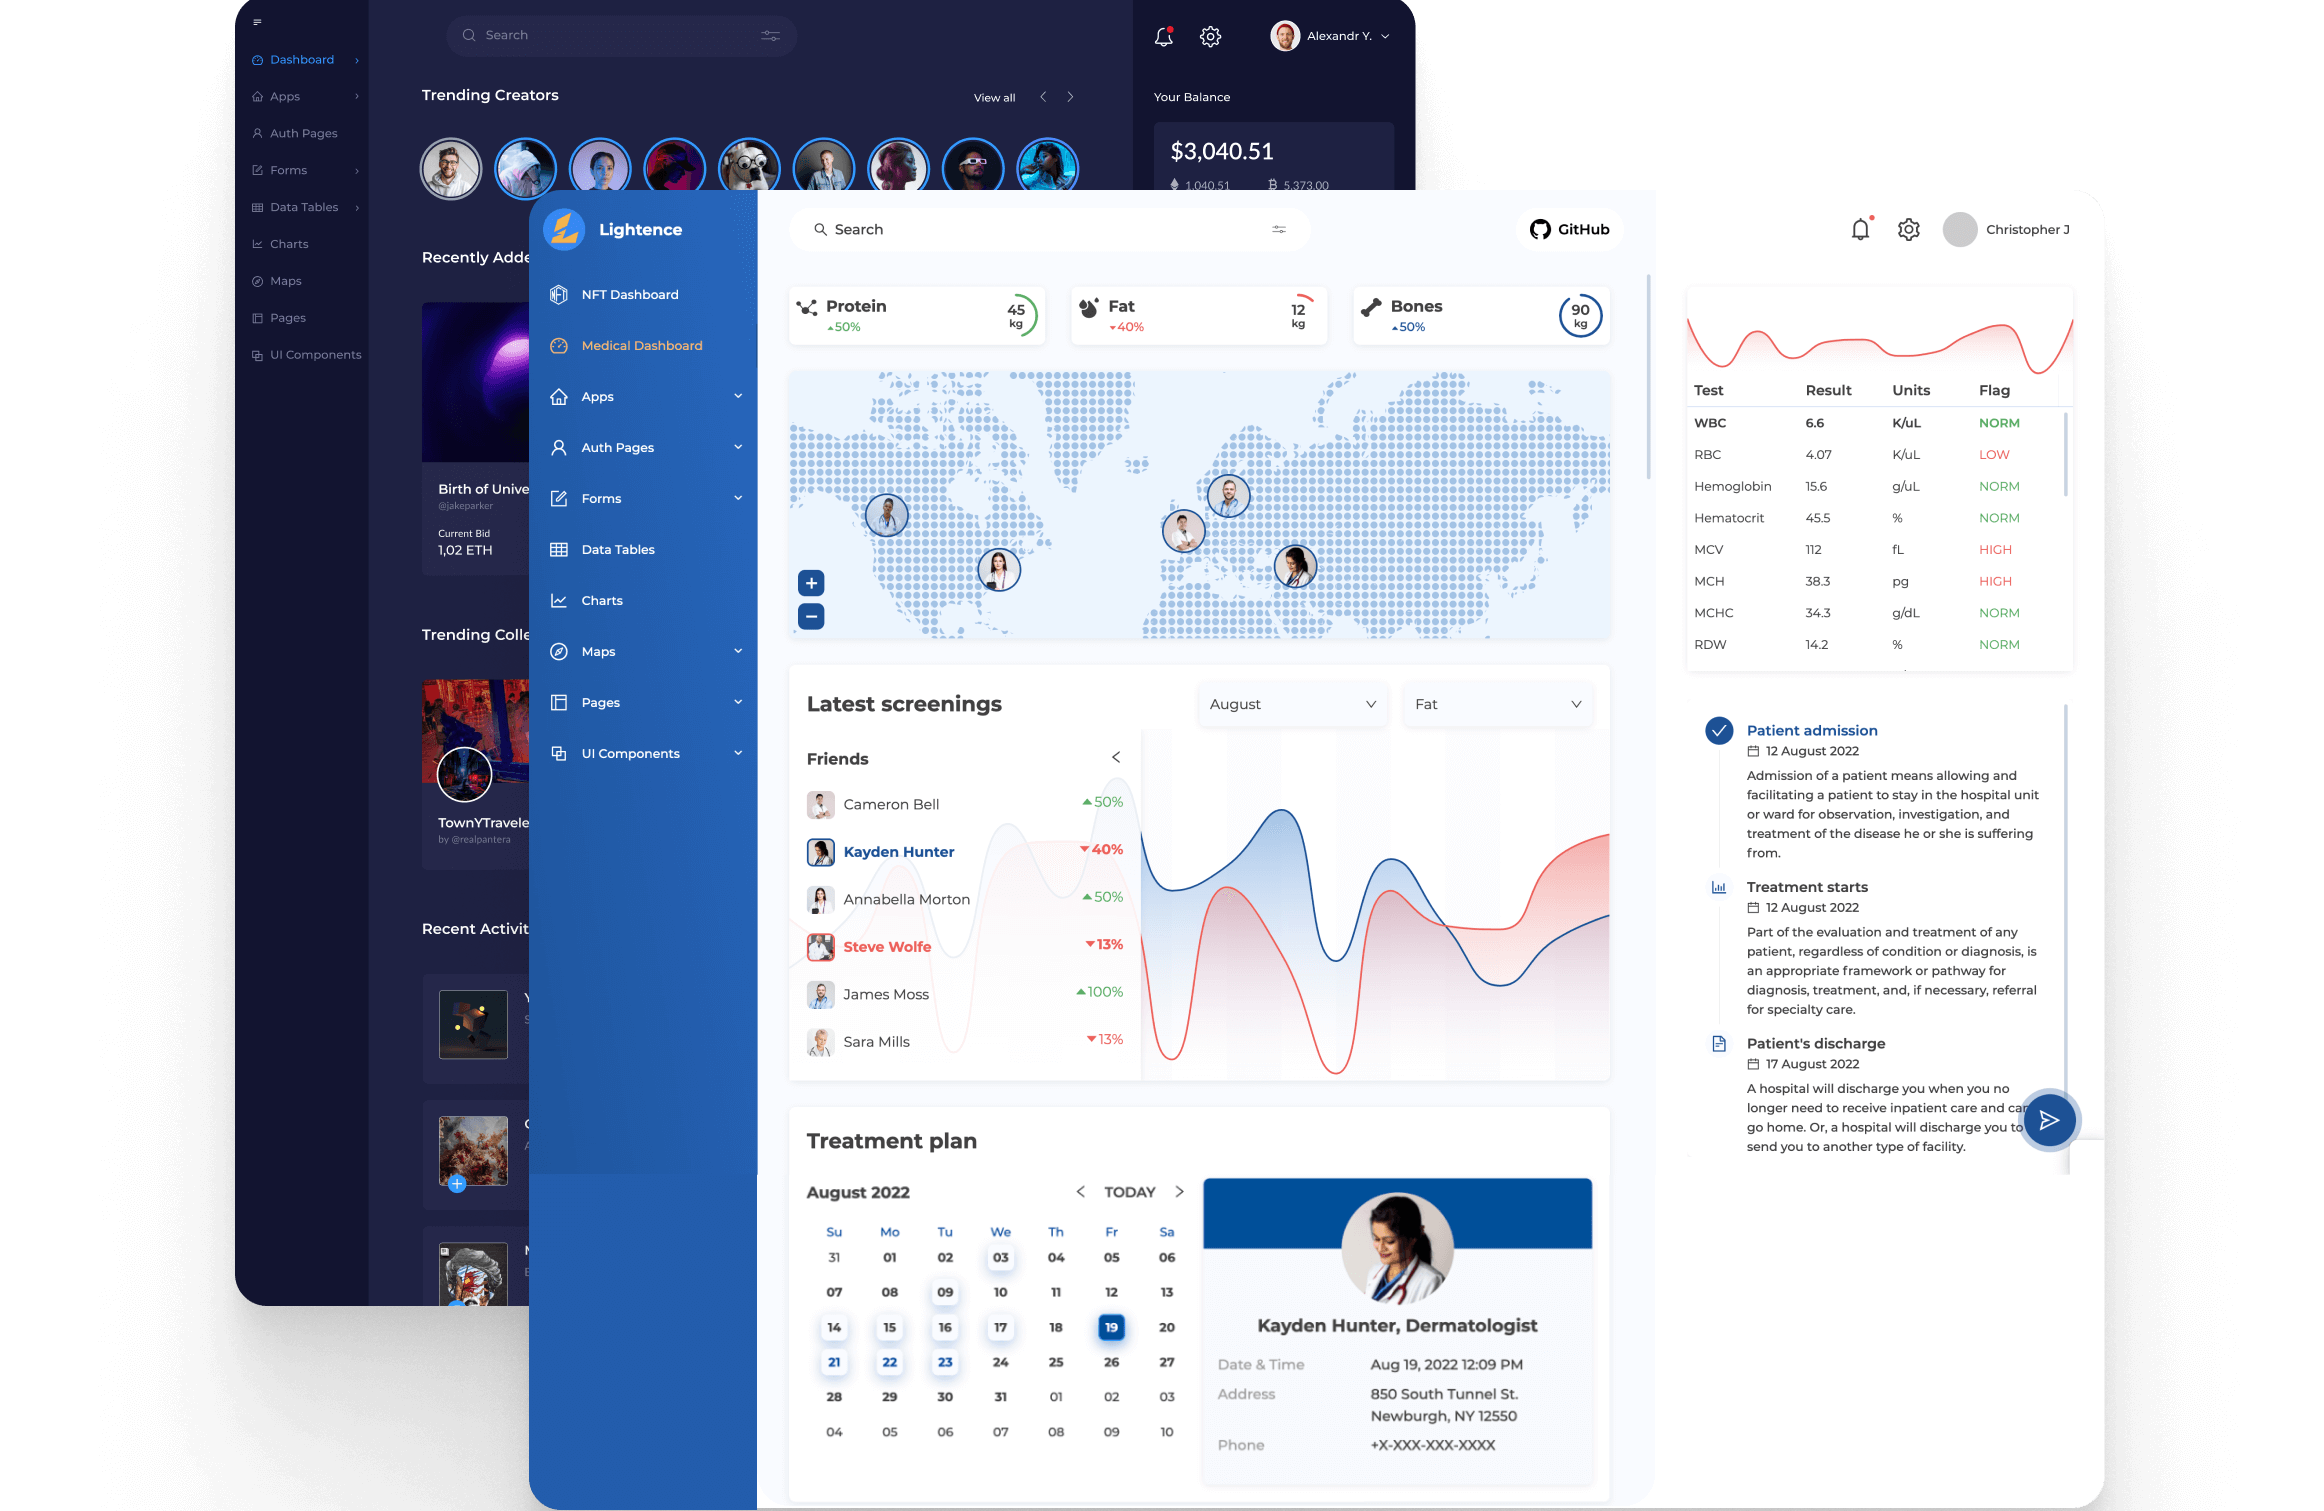 Dashboard
Apps
Auth Pages
Forms
Data Tables
Charts
Maps
Pages
UI Components
Search
Alexandr Y.
Trending Creators
View all
Your Balance
$3,040.51
1,040.51
5,373.00
Recently Adde
Birth of Unive
@jakeparker
Current Bid
1,02 ETH
Trending Colle
TownYTravele
by @realpantera
Recent Activit
Lightence
NFT Dashboard
Medical Dashboard
Apps
Auth Pages
Forms
Data Tables
Charts
Maps
Pages
UI Components
Search
GitHub
Christopher J
Protein
50%
45
kg
Fat
40%
12
kg
Bones
50%
90
kg
+
−
Latest screenings
August
Fat
Friends
Cameron Bell 50%
Kayden Hunter 40%
Annabella Morton 50%
Steve Wolfe 13%
James Moss 100%
Sara Mills 13%
Treatment plan
August 2022
< TODAY >
Su Mo Tu We Th Fr Sa
31 01 02 03 04 05 06
07 08 09 10 11 12 13
14 15 16 17 18 19 20
21 22 23 24 25 26 27
28 29 30 31 01 02 03
04 05 06 07 08 09 10
Kayden Hunter, Dermatologist
Date & Time Aug 19, 2022 12:09 PM
Address 850 South Tunnel St.
Newburgh, NY 12550
Phone +X-XXX-XXX-XXXX
Test Result Units Flag
WBC 6.6 K/uL NORM
RBC 4.07 K/uL LOW
Hemoglobin 15.6 g/uL NORM
Hematocrit 45.5 % NORM
MCV 112 fL HIGH
MCH 38.3 pg HIGH
MCHC 34.3 g/dL NORM
RDW 14.2 % NORM
Patient admission
12 August 2022
Admission of a patient means allowing and
facilitating a patient to stay in the hospital unit
or ward for observation, investigation, and
treatment of the disease he or she is suffering
from.
Treatment starts
12 August 2022
Part of the evaluation and treatment of any
patient, regardless of condition or diagnosis, is
an appropriate framework or pathway for
diagnosis, treatment, and, if necessary, referral
for specialty care.
Patient's discharge
17 August 2022
A hospital will discharge you when you no
longer need to receive inpatient care and can
go home. Or, a hospital will discharge you to
send you to another type of facility.